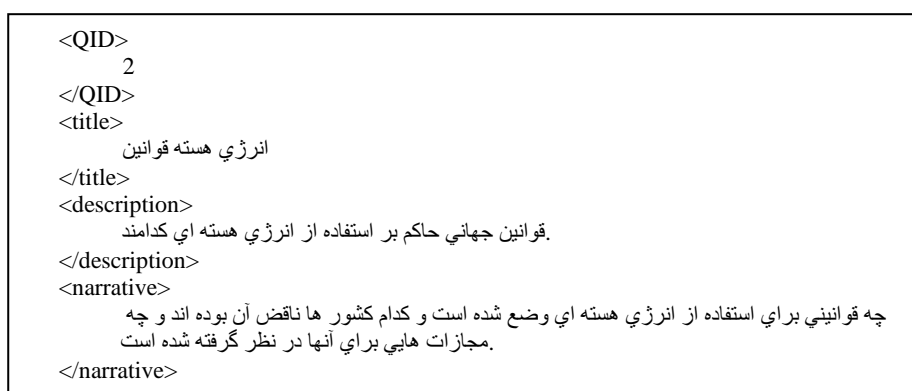 <QID>
2
</QID>
<title>
انرژي هسته قوانين
</title>
<description>
قوانين جهاني حاكم بر استفاده از انرژي هسته اي كدامند.
</description>
<narrative>
چه قوانيني براي استفاده از انرژي هسته اي وضع شده است و كدام كشور ها ناقض آن بوده اند و چه
مجازات هايي براي آنها در نظر گرفته شده است.
</narrative>